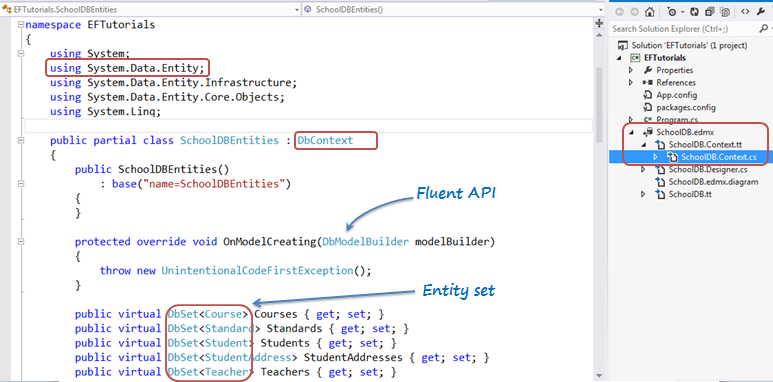 EFTutorials.SchoolDBEntities
SchoolDBEntities()
namespace EFTutorials
{
using System;
using System.Data.Entity;
using System.Data.Entity.Infrastructure;
using System.Data.Entity.Core.Objects;
using System.Linq;
public partial class SchoolDBEntities : DbContext
{
public SchoolDBEntities()
: base("name=SchoolDBEntities")
{
}
Fluent API
protected override void OnModelCreating(DbModelBuilder modelBuilder)
{
throw new UnintentionalCodeFirstException();
}
Entity set
public virtual DbSet<Course> Courses { get; set; }
public virtual DbSet<Standard> Standards { get; set; }
public virtual DbSet<Student> Students { get; set; }
public virtual DbSet<StudentAddress> StudentAddresses { get; set; }
public virtual DbSet<Teacher> Teachers { get; set; }
Search Solution Explorer (Ctrl+;)
Solution 'EFTutorials' (1 project)
C# EFTutorials
Properties
References
App.config
packages.config
Program.cs
SchoolDB.edmx
SchoolDB.Context.tt
SchoolDB.Context.cs
SchoolDB.Designer.cs
SchoolDB.edmx.diagram
SchoolDB.tt